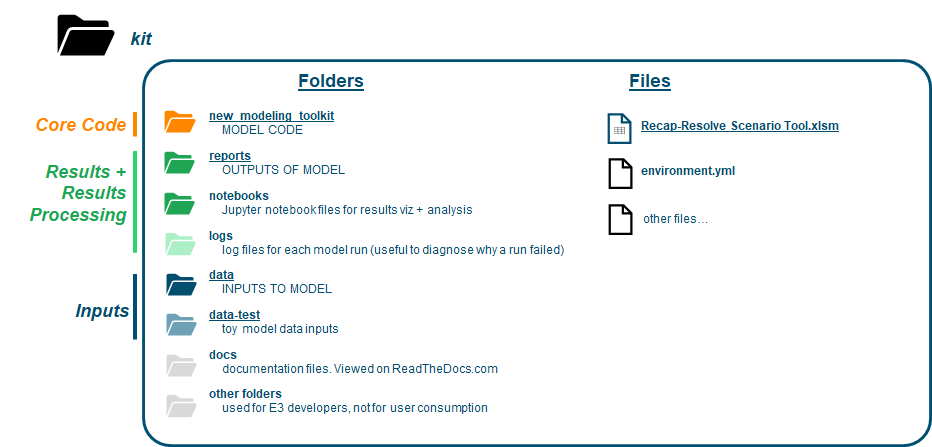 kit
Folders
Files
Core Code
new_modeling_toolkit
MODEL CODE
Recap-Resolve Scenario Tool.xlsm
Results +
Results
Processing
reports
OUTPUTS OF MODEL
environment.yml
notebooks
Jupyter notebook files for results viz + analysis
other files…
logs
log files for each model run (useful to diagnose why a run failed)
Inputs
data
INPUTS TO MODEL
data-test
toy model data inputs
docs
documentation files. Viewed on ReadTheDocs.com
other folders
used for E3 developers, not for user consumption